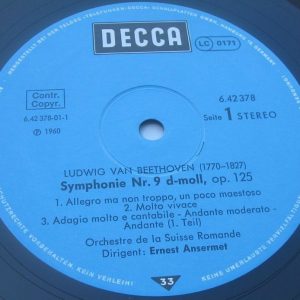 DECCA
LC 0171
Contr.
Copyr.
6.42 378-01-1
℗ 1960
6.42378
Seite 1 STEREO
LUDWIG VAN BEETHOVEN (1770-1827)
Symphonie Nr. 9 d-moll, op. 125
1. Allegro ma non troppo, un poco maestoso
2. Molto vivace
3. Adagio molto e cantabile - Andante moderato -
Andante (1. Teil)
Orchestre de la Suisse Romande
Dirigent: Ernest Ansermet
33
KEIN VERLEIH!